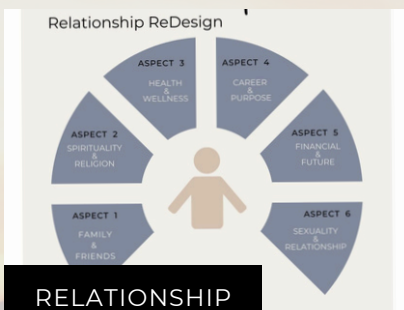 Relationship ReDesign
ASPECT 1
FAMILY
&
FRIENDS
ASPECT 2
SPIRITUALITY
&
RELIGION
ASPECT 3
HEALTH
&
WELLNESS
ASPECT 4
CAREER
&
PURPOSE
ASPECT 5
FINANCIAL
&
FUTURE
ASPECT 6
SEXUALITY
&
RELATIONSHIP
RELATIONSHIP